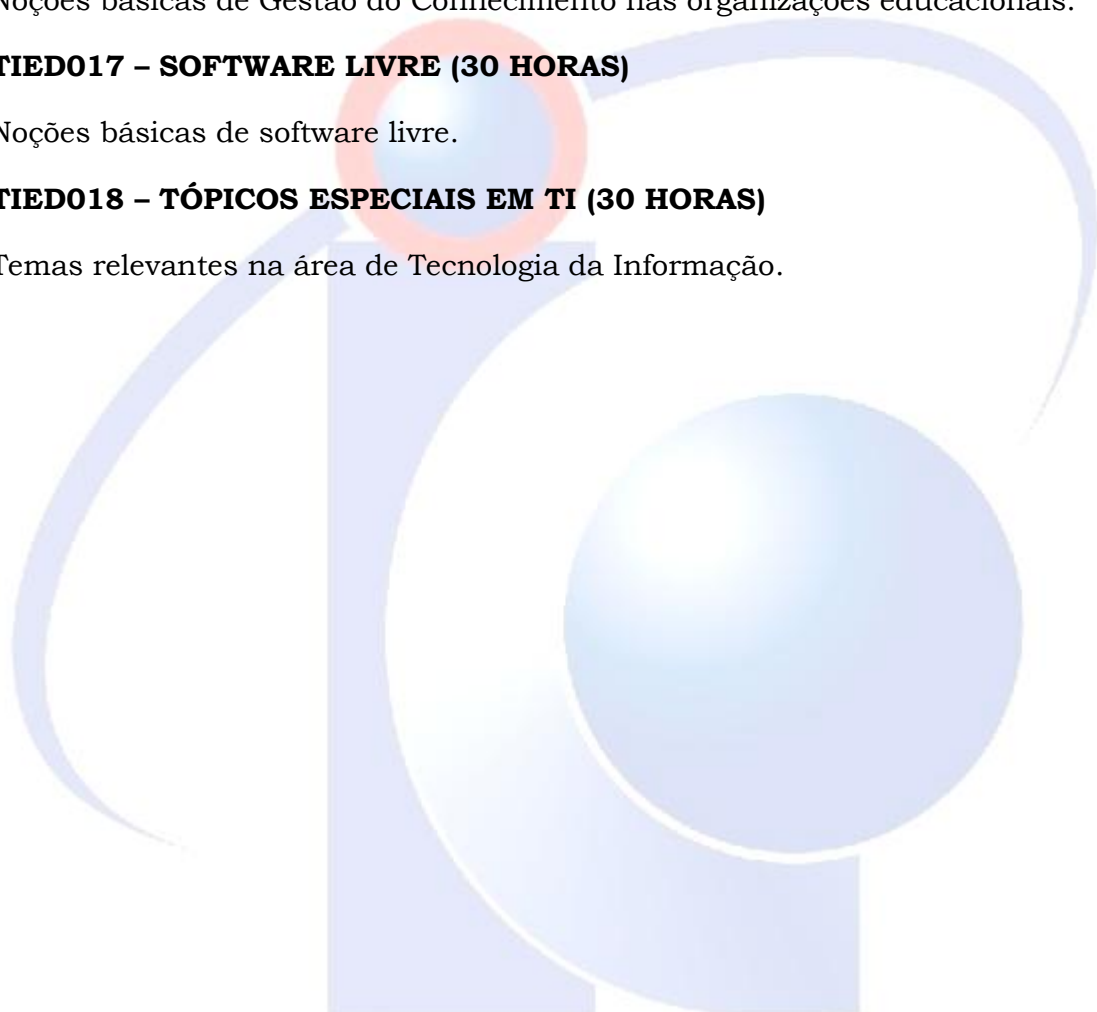 Noções básicas de Gestão do Conhecimento nas organizações educacionais.
TIED017 – SOFTWARE LIVRE (30 HORAS)
Noções básicas de software livre.
TIED018 – TÓPICOS ESPECIAIS EM TI (30 HORAS)
Temas relevantes na área de Tecnologia da Informação.